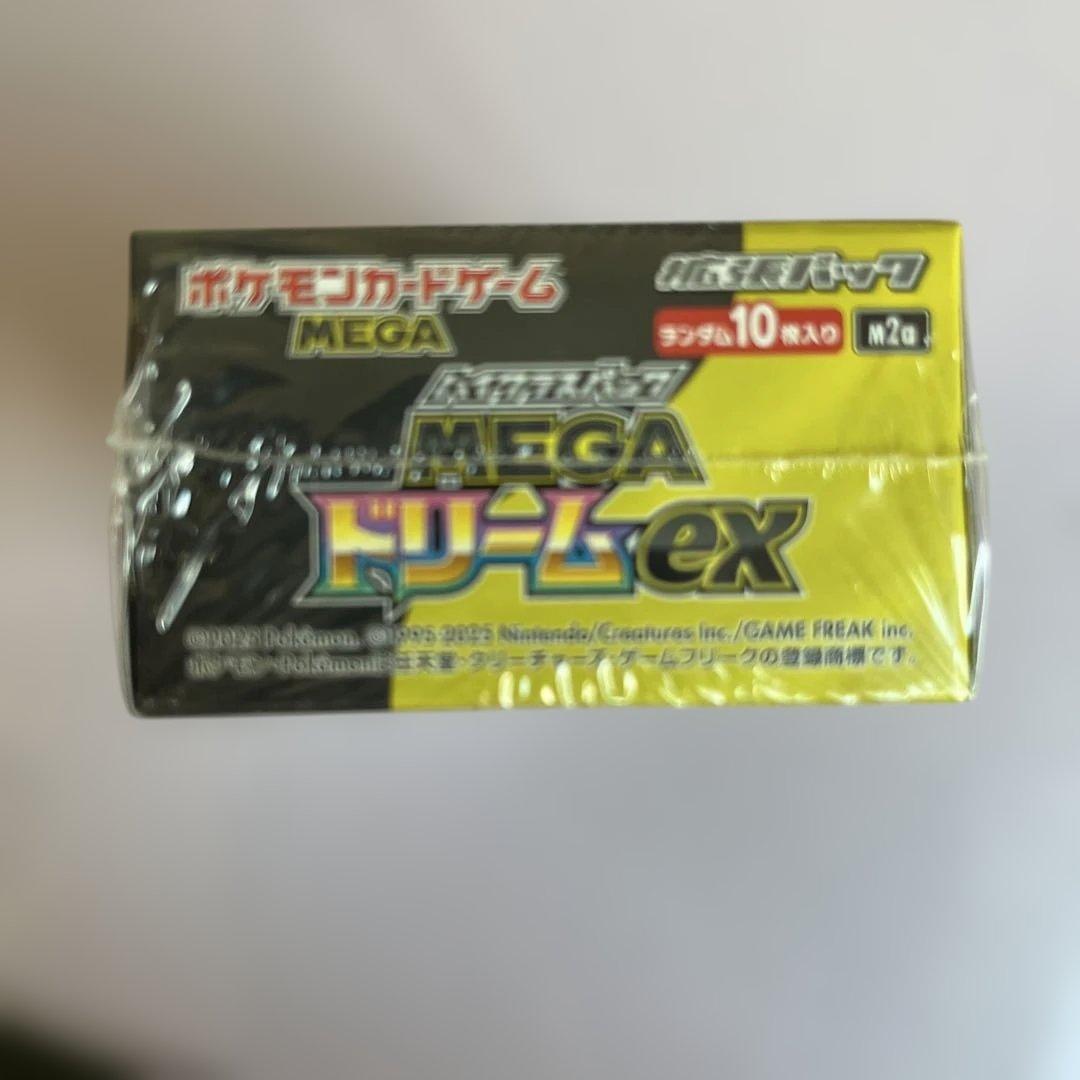 ポケモンカードゲーム
MEGA
拡張パック
ランダム10枚入り
M2a
ハイクラスパック
MEGA
ドリームex
©2025 Pokémon. ©1995-2025 Nintendo/Creatures Inc./GAME FREAK inc.
Pokémonは任天堂・クリーチャーズ・ゲームフリークの登録商標です。